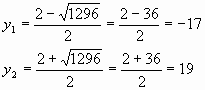 y₁ = (2 − √1296)/2 = (2 − 36)/2 = −17
y₂ = (2 + √1296)/2 = (2 + 36)/2 = 19